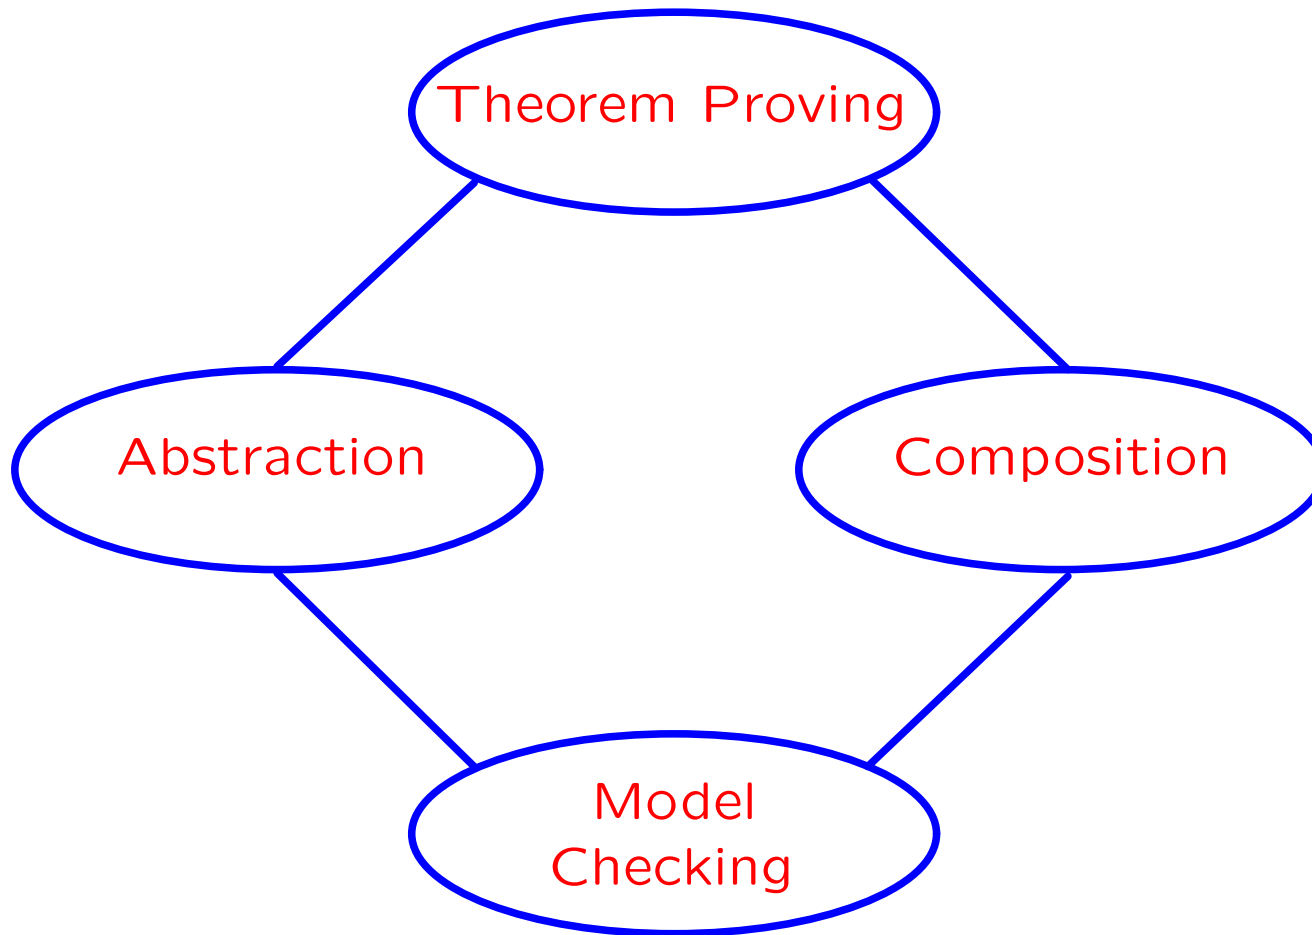 Theorem Proving
Abstraction
Composition
Model
Checking